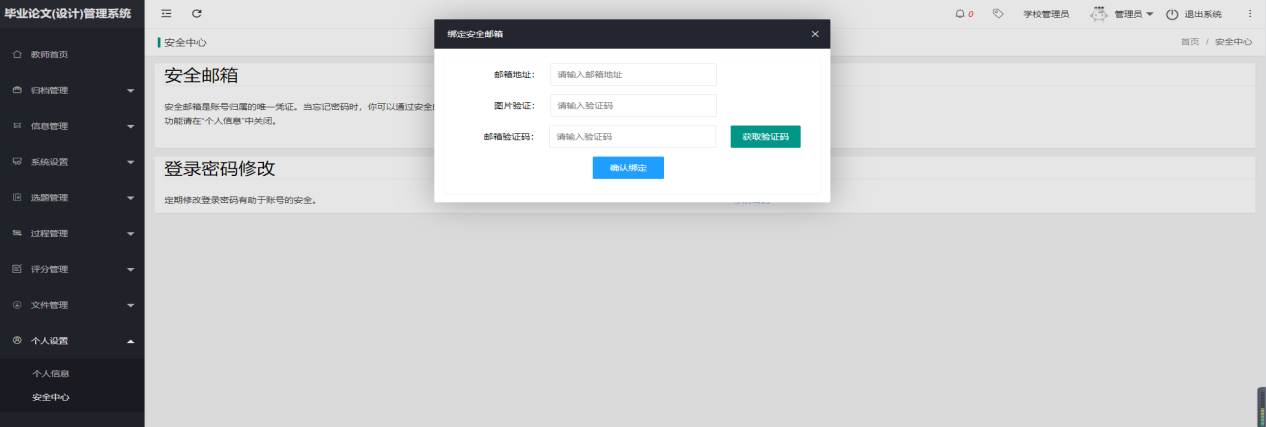 毕业论文(设计)管理系统
0
学校管理员
管理员
退出系统
教师首页
归档管理
信息管理
系统设置
选题管理
过程管理
评分管理
文件管理
个人设置
个人信息
安全中心
安全中心
首页 / 安全中心
安全邮箱
安全邮箱是账号归属的唯一凭证。当忘记密码时，你可以通过安全
功能请在“个人信息”中关闭。
登录密码修改
定期修改登录密码有助于账号的安全。
绑定安全邮箱
邮箱地址： 请输入邮箱地址
图片验证： 请输入验证码
邮箱验证码： 请输入验证码 获取验证码
确认绑定